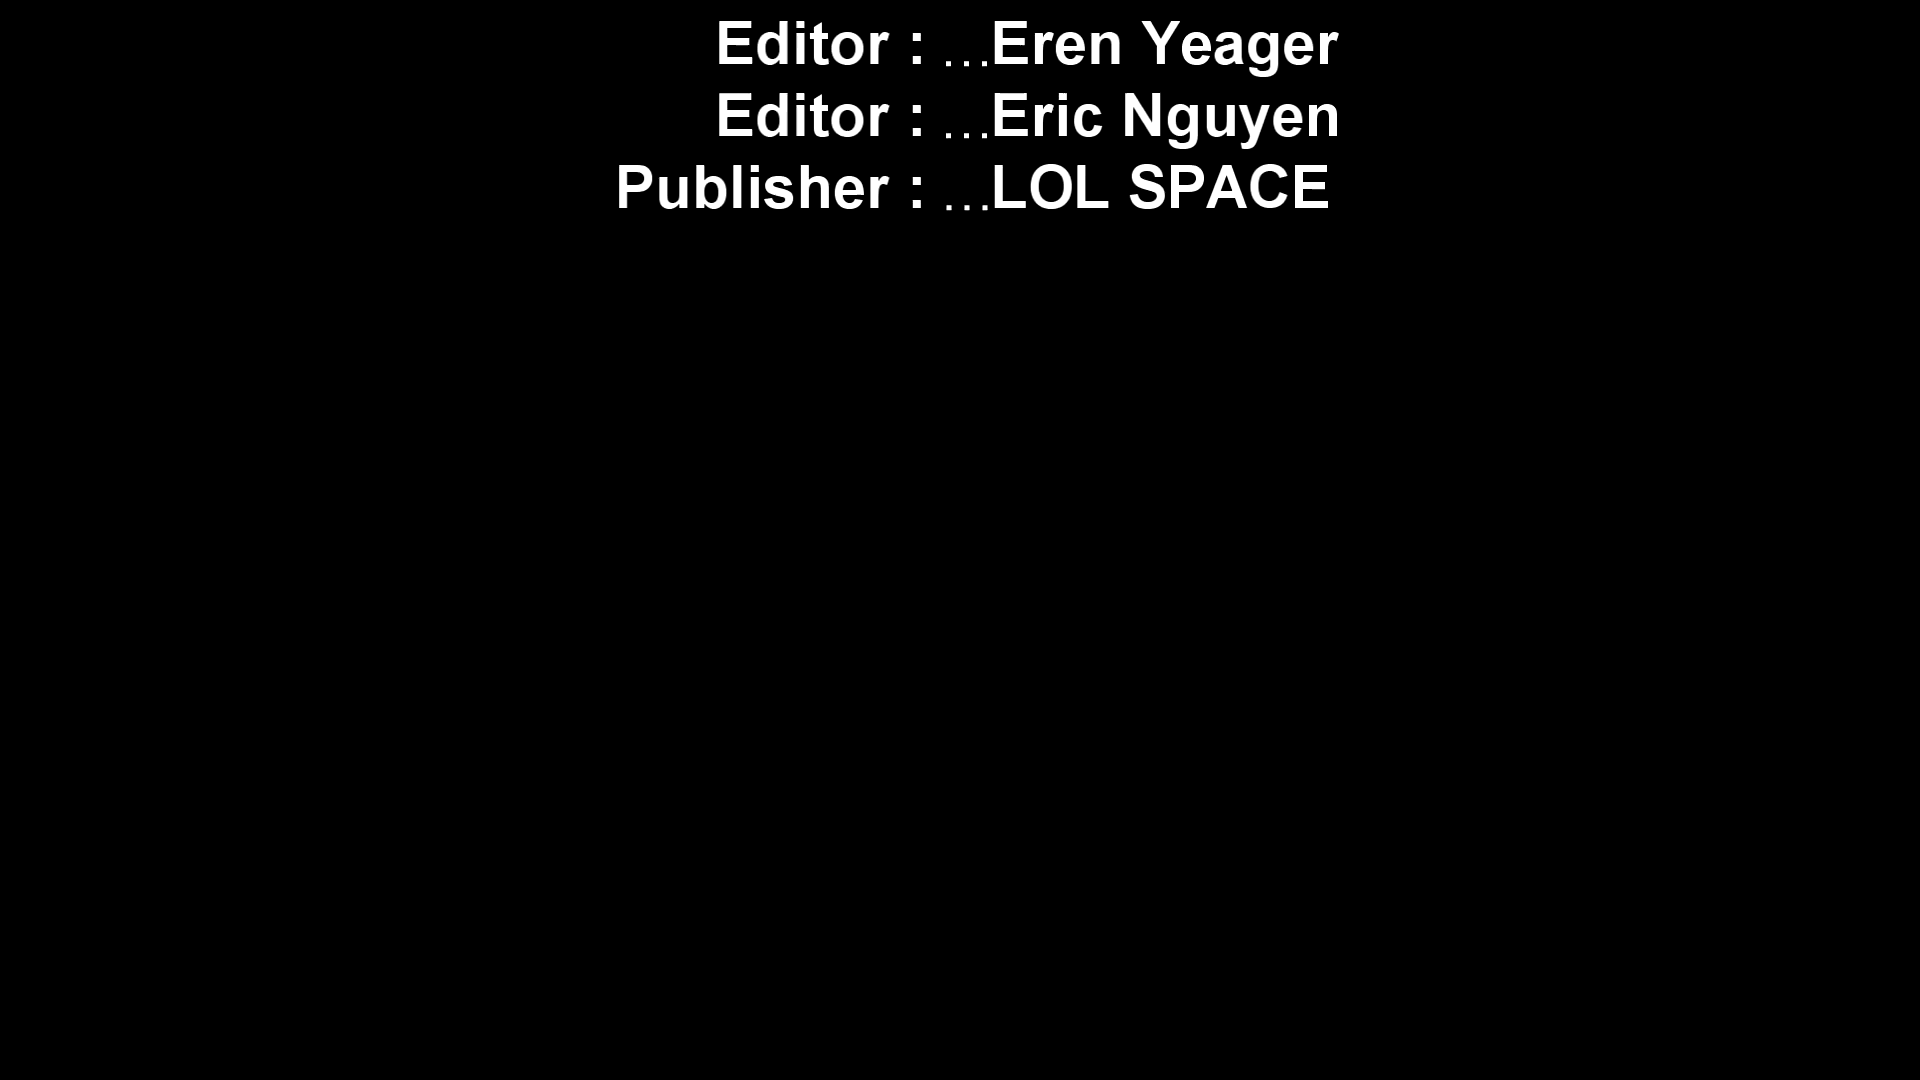 Editor : ...Eren Yeager
Editor : ...Eric Nguyen
Publisher : ...LOL SPACE